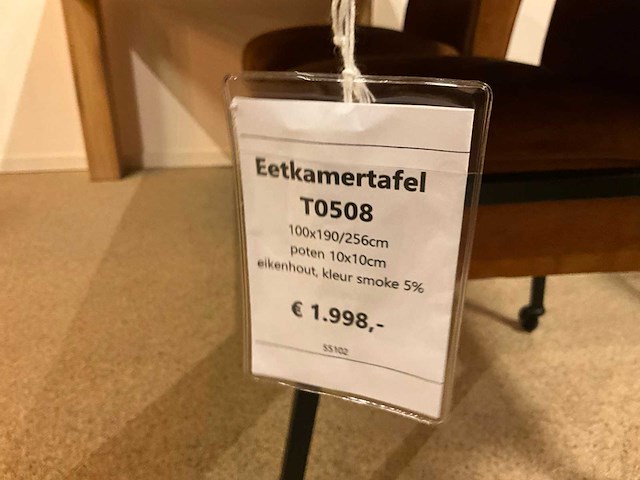 Eetkamertafel
T0508
100x190/256cm
poten 10x10cm
eikenhout, kleur smoke 5%
€ 1.998,-
55102